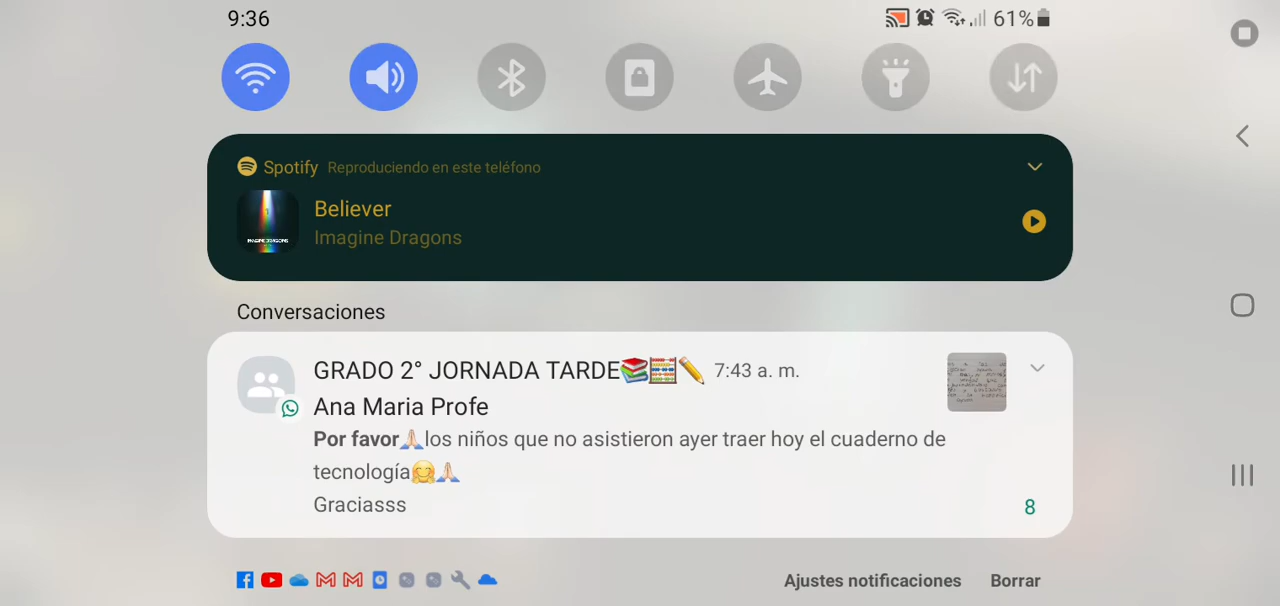 9:36 61%
Spotify Reproduciendo en este teléfono
Believer
Imagine Dragons
IMAGINE DRAGONS
Conversaciones
GRADO 2° JORNADA TARDE📚🧮✏️ 7:43 a. m.
Ana Maria Profe
Por favor🙏🏻los niños que no asistieron ayer traer hoy el cuaderno de
tecnología🤗🙏🏻
Graciasss
8
Ajustes notificaciones Borrar